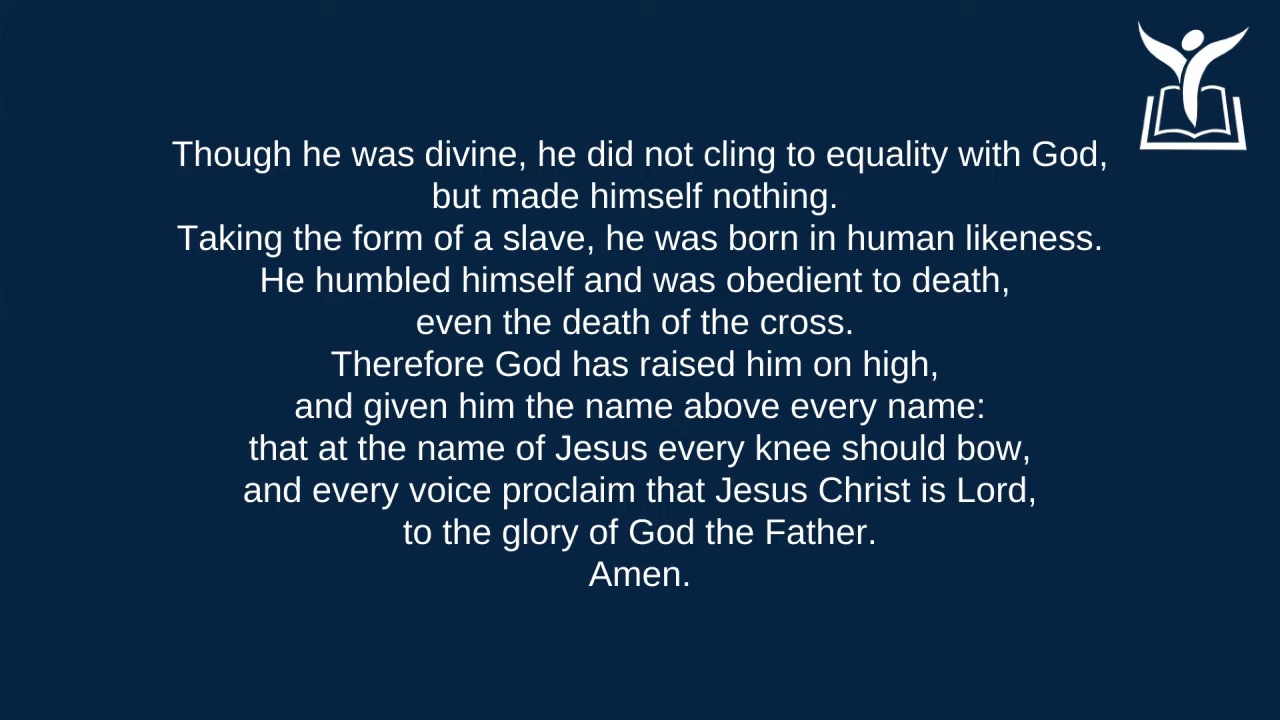 Though he was divine, he did not cling to equality with God,
but made himself nothing.
Taking the form of a slave, he was born in human likeness.
He humbled himself and was obedient to death,
even the death of the cross.
Therefore God has raised him on high,
and given him the name above every name:
that at the name of Jesus every knee should bow,
and every voice proclaim that Jesus Christ is Lord,
to the glory of God the Father.
Amen.